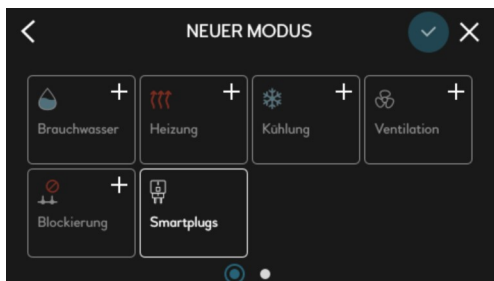 NEUER MODUS
Brauchwasser
Heizung
Kühlung
Ventilation
Blockierung
Smartplugs